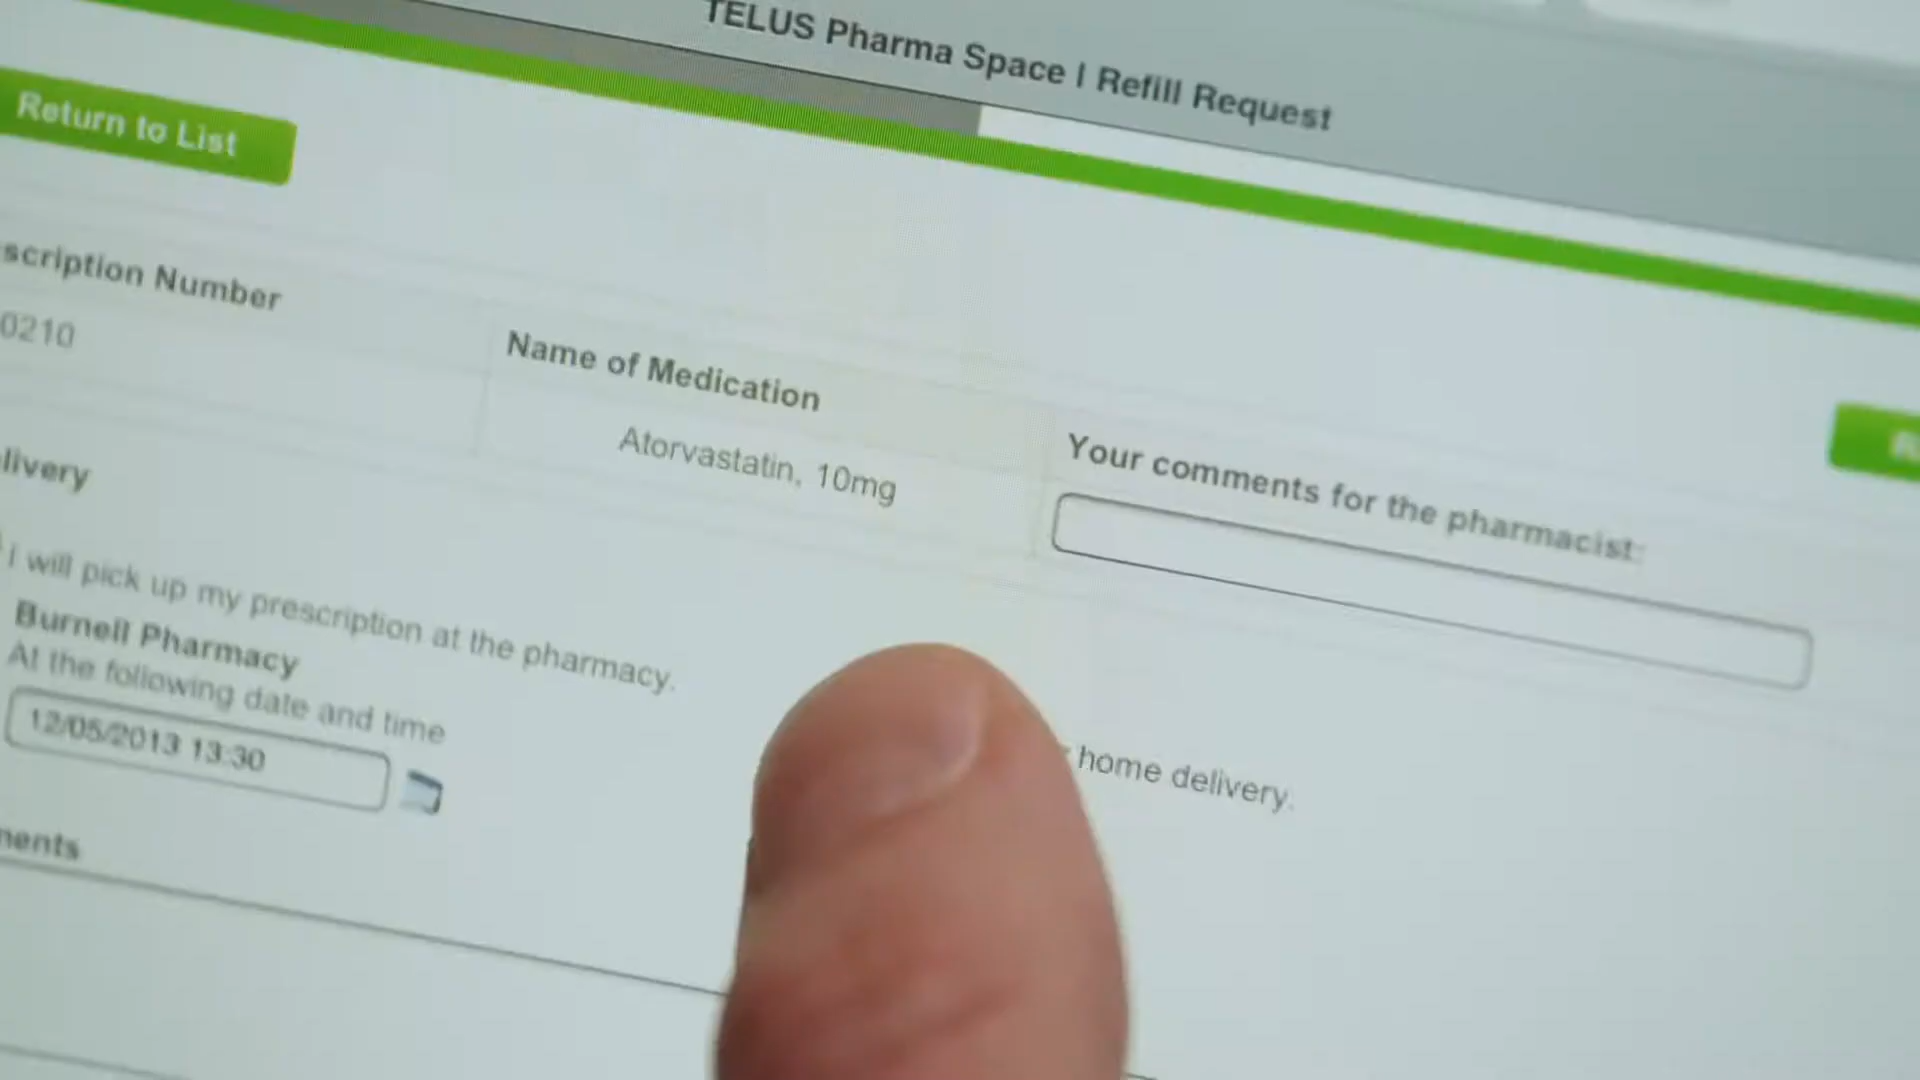 TELUS Pharma Space | Refill Request
Return to List
scription Number
0210
Name of Medication
Atorvastatin, 10mg
Your comments for the pharmacist:
livery
I will pick up my prescription at the pharmacy.
Burnell Pharmacy
At the following date and time
12/05/2013 13:30
home delivery.
ments